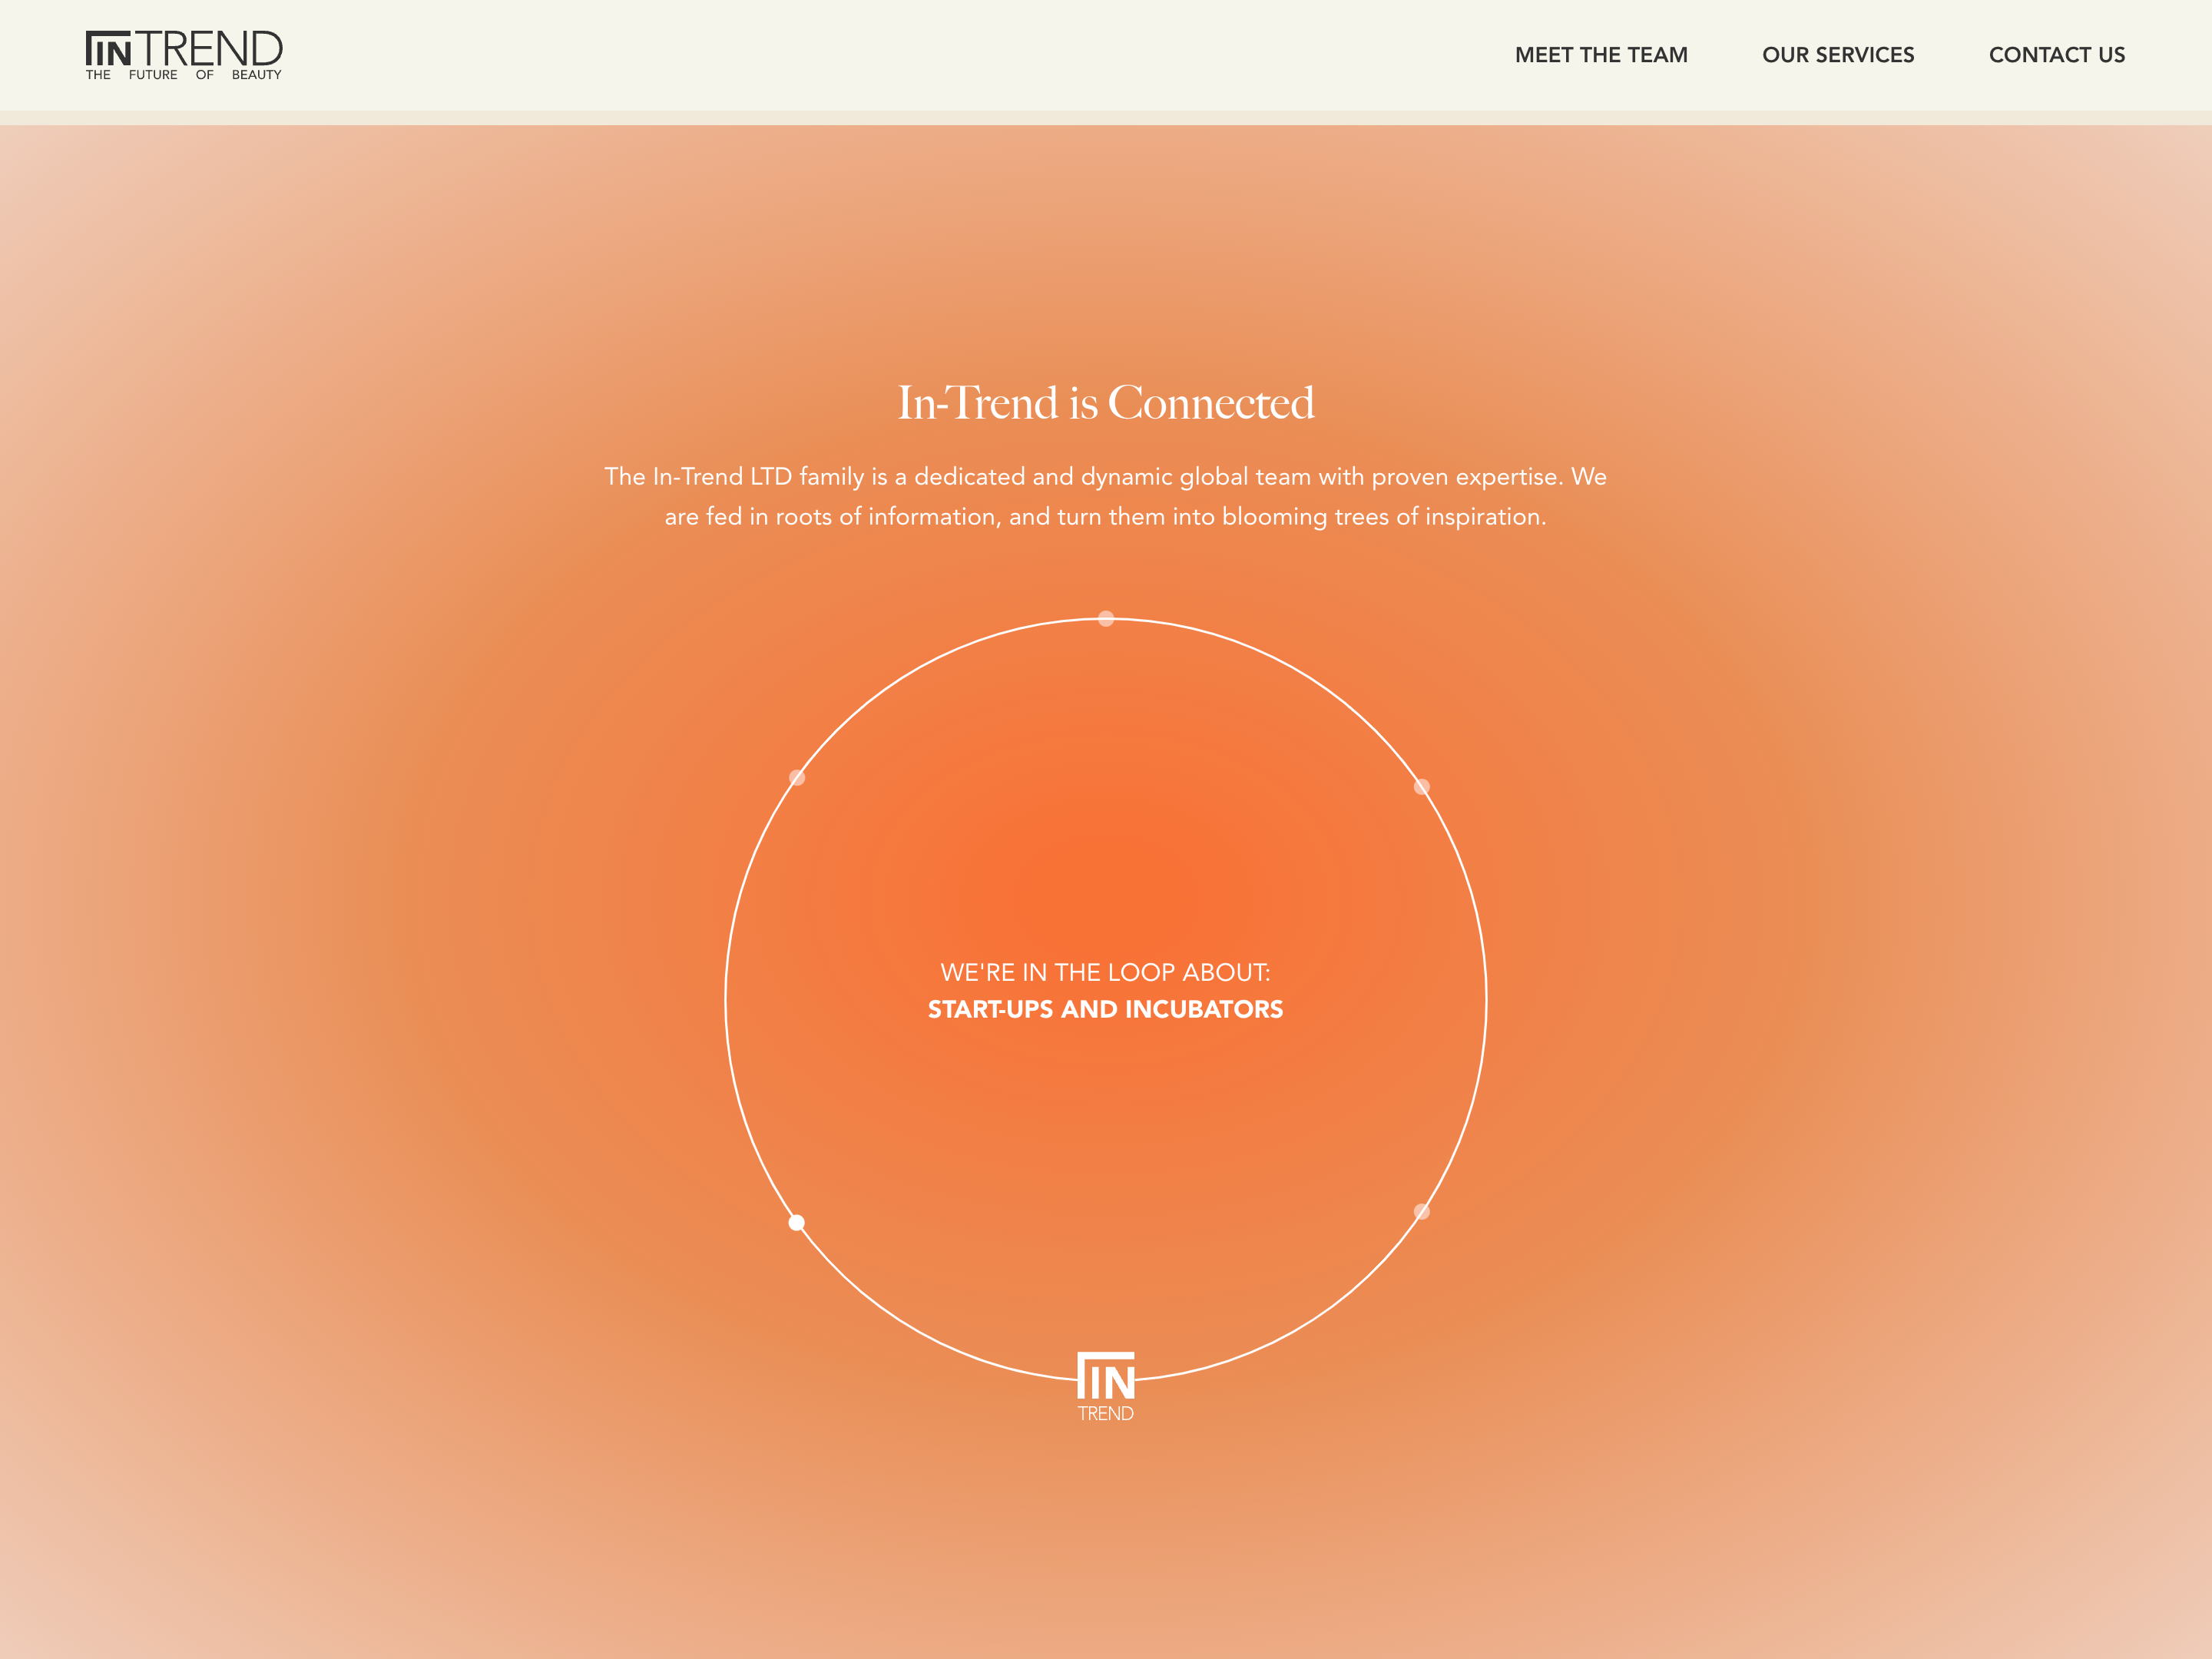 INTREND
THE FUTURE OF BEAUTY
MEET THE TEAM
OUR SERVICES
CONTACT US
In-Trend is Connected
The In-Trend LTD family is a dedicated and dynamic global team with proven expertise. We
are fed in roots of information, and turn them into blooming trees of inspiration.
WE'RE IN THE LOOP ABOUT:
START-UPS AND INCUBATORS
IN
TREND